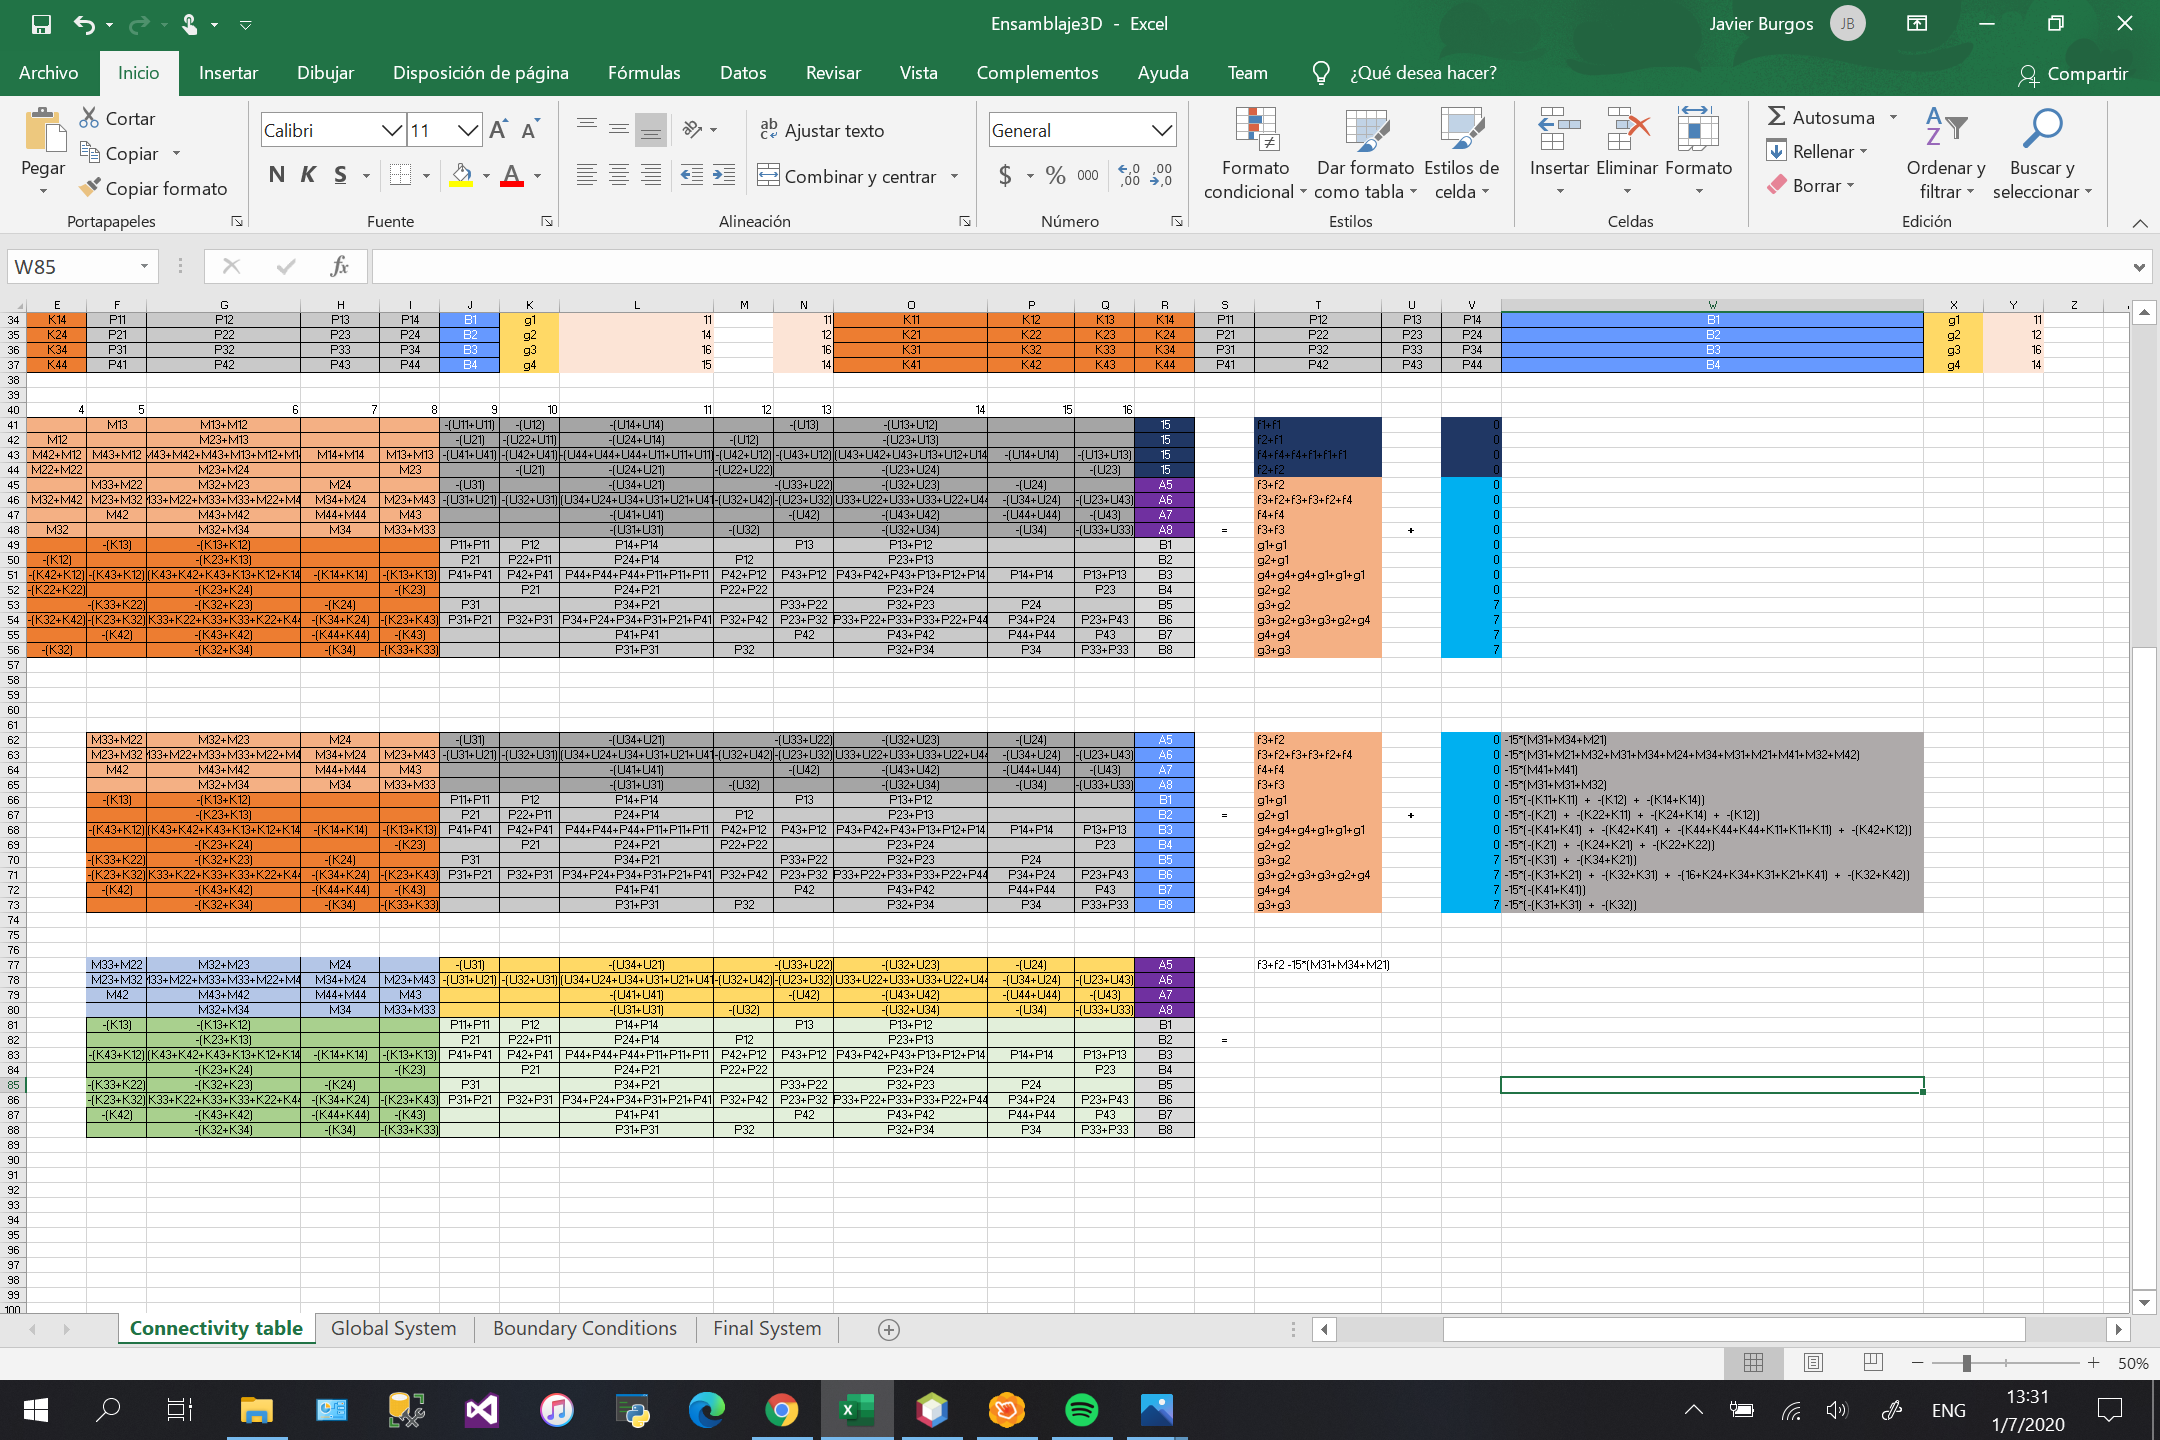 Ensamblaje3D - Excel
Javier Burgos
JB
Archivo Inicio Insertar Dibujar Disposición de página Fórmulas Datos Revisar Vista Complementos Ayuda Team ¿Qué desea hacer? Compartir
Pegar
Cortar
Copiar
Copiar formato
Portapapeles
Calibri 11
N K S
Fuente
Ajustar texto
Combinar y centrar
Alineación
General
$ % 000
Número
Formato condicional
Dar formato como tabla
Estilos de celda
Estilos
Insertar Eliminar Formato
Celdas
Autosuma
Rellenar
Borrar
Ordenar y filtrar
Buscar y seleccionar
Edición
W85
fx
E F G H I J K L M N O P Q R S T U V W X Y Z
34 K14 P11 P12 P13 P14 B1 g1 11 11 K11 K12 K13 K14 P11 P12 P13 P14 B1 g1 11
35 K24 P21 P22 P23 P24 B2 g2 14 12 K21 K22 K23 K24 P21 P22 P23 P24 B2 g2 12
36 K34 P31 P32 P33 P34 B3 g3 16 16 K31 K32 K33 K34 P31 P32 P33 P34 B3 g3 16
37 K44 P41 P42 P43 P44 B4 g4 15 14 K41 K42 K43 K44 P41 P42 P43 P44 B4 g4 14
38
39
40 4 5 6 7 8 9 10 11 12 13 14 15 16
41 M13 M13+M12 -(U11+U11) -(U12) -(U14+U14) -(U13) -(U13+U12) 15 f1+f1 0
42 M12 M23+M13 -(U21) -(U22+U11) -(U24+U14) -(U12) -(U23+U13) 15 f2+f1 0
43 M42+M12 M43+M12 M43+M42+M43+M13+M12+M1 M14+M14 M13+M13 -(U41+U41) -(U42+U41) -(U44+U44+U44+U11+U11+U11) -(U42+U12) -(U43+U12) U43+U42+U43+U13+U12+U14 -(U14+U14) -(U13+U13) 15 f4+f4+f4+f1+f1+f1 0
44 M22+M22 M23+M24 M23 -(U21) -(U24+U21) -(U22+U22) -(U23+U24) -(U23) 15 f2+f2 0
45 M33+M22 M32+M23 M24 -(U31) -(U34+U21) -(U33+U22) -(U32+U23) -(U24) A5 f3+f2 0
46 M32+M42 M23+M32 M33+M22+M33+M33+M22+M4 M34+M24 M23+M43 -(U31+U21) -(U32+U31) (U34+U24+U34+U31+U21+U41 -(U32+U42) -(U23+U32) U33+U22+U33+U33+U22+U44 -(U34+U24) -(U23+U43) A6 f3+f2+f3+f3+f2+f4 0
47 M42 M43+M42 M44+M44 M43 -(U41+U41) -(U42) -(U43+U42) -(U44+U44) -(U43) A7 f4+f4 0
48 M32 M32+M34 M34 M33+M33 -(U31+U31) -(U32) -(U32+U34) -(U34) -(U33+U33) A8 = f3+f3 + 0
49 -(K13) -(K13+K12) P11+P11 P12 P14+P14 P13 P13+P12 B1 g1+g1 0
50 -(K12) -(K23+K13) P21 P22+P11 P24+P14 P12 P23+P13 B2 g2+g1 0
51 -(K42+K12) -(K43+K12) (K43+K42+K43+K13+K12+K14 -(K14+K14) -(K13+K13) P41+P41 P42+P41 P44+P44+P44+P11+P11+P11 P42+P12 P43+P12 P43+P42+P43+P13+P12+P14 P14+P14 P13+P13 B3 g4+g4+g4+g1+g1+g1 0
52 -(K22+K22) -(K23+K24) -(K23) P21 P24+P21 P22+P22 P23+P24 P23 B4 g2+g2 0
53 -(K33+K22) -(K32+K23) -(K24) P31 P34+P21 P33+P22 P32+P23 P24 B5 g3+g2 7
54 -(K32+K42) -(K23+K32) K33+K22+K33+K33+K22+K44 -(K34+K24) -(K23+K43) P31+P21 P32+P31 P34+P24+P34+P31+P21+P41 P32+P42 P23+P32 P33+P22+P33+P33+P22+P44 P34+P24 P23+P43 B6 g3+g2+g3+g3+g2+g4 7
55 -(K42) -(K43+K42) -(K44+K44) -(K43) P41+P41 P42 P43+P42 P44+P44 P43 B7 g4+g4 7
56 -(K32) -(K32+K34) -(K34) -(K33+K33) P31+P31 P32 P32+P34 P34 P33+P33 B8 g3+g3 7
57
58
59
60
61
62 M33+M22 M32+M23 M24 -(U31) -(U34+U21) -(U33+U22) -(U32+U23) -(U24) A5 f3+f2 0 -15*(M31+M34+M21)
63 M23+M32 M33+M22+M33+M33+M22+M4 M34+M24 M23+M43 -(U31+U21) -(U32+U31) (U34+U24+U34+U31+U21+U41 -(U32+U42) -(U23+U32) U33+U22+U33+U33+U22+U44 -(U34+U24) -(U23+U43) A6 f3+f2+f3+f3+f2+f4 0 -15*(M31+M21+M32+M31+M34+M24+M34+M31+M21+M41+M32+M42)
64 M42 M43+M42 M44+M44 M43 -(U41+U41) -(U42) -(U43+U42) -(U44+U44) -(U43) A7 f4+f4 0 -15*(M41+M41)
65 M32+M34 M34 M33+M33 -(U31+U31) -(U32) -(U32+U34) -(U34) -(U33+U33) A8 f3+f3 0 -15*(M31+M31+M32)
66 -(K13) -(K13+K12) P11+P11 P12 P14+P14 P13 P13+P12 B1 g1+g1 0 -15*(-(K11+K11) + -(K12) + -(K14+K14))
67 -(K23+K13) P21 P22+P11 P24+P14 P12 P23+P13 B2 = g2+g1 + 0 -15*(-(K21) + -(K22+K11) + -(K24+K14) + -(K12))
68 -(K43+K12) (K43+K42+K43+K13+K12+K14 -(K14+K14) -(K13+K13) P41+P41 P42+P41 P44+P44+P44+P11+P11+P11 P42+P12 P43+P12 P43+P42+P43+P13+P12+P14 P14+P14 P13+P13 B3 g4+g4+g4+g1+g1+g1 0 -15*(-(K41+K41) + -(K42+K41) + -(K44+K44+K44+K11+K11+K11) + -(K42+K12))
69 -(K23+K24) -(K23) P21 P24+P21 P22+P22 P23+P24 P23 B4 g2+g2 0 -15*(-(K21) + -(K24+K21) + -(K22+K22))
70 -(K33+K22) -(K32+K23) -(K24) P31 P34+P21 P33+P22 P32+P23 P24 B5 g3+g2 7 -15*(-(K31) + -(K34+K21))
71 -(K23+K32) K33+K22+K33+K33+K22+K44 -(K34+K24) -(K23+K43) P31+P21 P32+P31 P34+P24+P34+P31+P21+P41 P32+P42 P23+P32 P33+P22+P33+P33+P22+P44 P34+P24 P23+P43 B6 g3+g2+g3+g3+g2+g4 7 -15*(-(K31+K21) + -(K32+K31) + -(16+K24+K34+K31+K21+K41) + -(K32+K42))
72 -(K42) -(K43+K42) -(K44+K44) -(K43) P41+P41 P42 P43+P42 P44+P44 P43 B7 g4+g4 7 -15*(-(K41+K41))
73 -(K32+K34) -(K34) -(K33+K33) P31+P31 P32 P32+P34 P34 P33+P33 B8 g3+g3 7 -15*(-(K31+K31) + -(K32))
74
75
76
77 M33+M22 M32+M23 M24 -(U31) -(U34+U21) -(U33+U22) -(U32+U23) -(U24) A5 f3+f2 -15*(M31+M34+M21)
78 M23+M32 M33+M22+M33+M33+M22+M4 M34+M24 M23+M43 -(U31+U21) -(U32+U31) (U34+U24+U34+U31+U21+U41 -(U32+U42) -(U23+U32) U33+U22+U33+U33+U22+U44 -(U34+U24) -(U23+U43) A6
79 M42 M43+M42 M44+M44 M43 -(U41+U41) -(U42) -(U43+U42) -(U44+U44) -(U43) A7
80 M32+M34 M34 M33+M33 -(U31+U31) -(U32) -(U32+U34) -(U34) -(U33+U33) A8
81 -(K13) -(K13+K12) P11+P11 P12 P14+P14 P13 P13+P12 B1
82 -(K23+K13) P21 P22+P11 P24+P14 P12 P23+P13 B2 =
83 -(K43+K12) (K43+K42+K43+K13+K12+K14 -(K14+K14) -(K13+K13) P41+P41 P42+P41 P44+P44+P44+P11+P11+P11 P42+P12 P43+P12 P43+P42+P43+P13+P12+P14 P14+P14 P13+P13 B3
84 -(K23+K24) -(K23) P21 P24+P21 P22+P22 P23+P24 P23 B4
85 -(K33+K22) -(K32+K23) -(K24) P31 P34+P21 P33+P22 P32+P23 P24 B5
86 -(K23+K32) K33+K22+K33+K33+K22+K44 -(K34+K24) -(K23+K43) P31+P21 P32+P31 P34+P24+P34+P31+P21+P41 P32+P42 P23+P32 P33+P22+P33+P33+P22+P44 P34+P24 P23+P43 B6
87 -(K42) -(K43+K42) -(K44+K44) -(K43) P41+P41 P42 P43+P42 P44+P44 P43 B7
88 -(K32+K34) -(K34) -(K33+K33) P31+P31 P32 P32+P34 P34 P33+P33 B8
89
90
91
92
93
94
95
96
97
98
99
100
Connectivity table Global System Boundary Conditions Final System
50%
ENG
13:31
1/7/2020